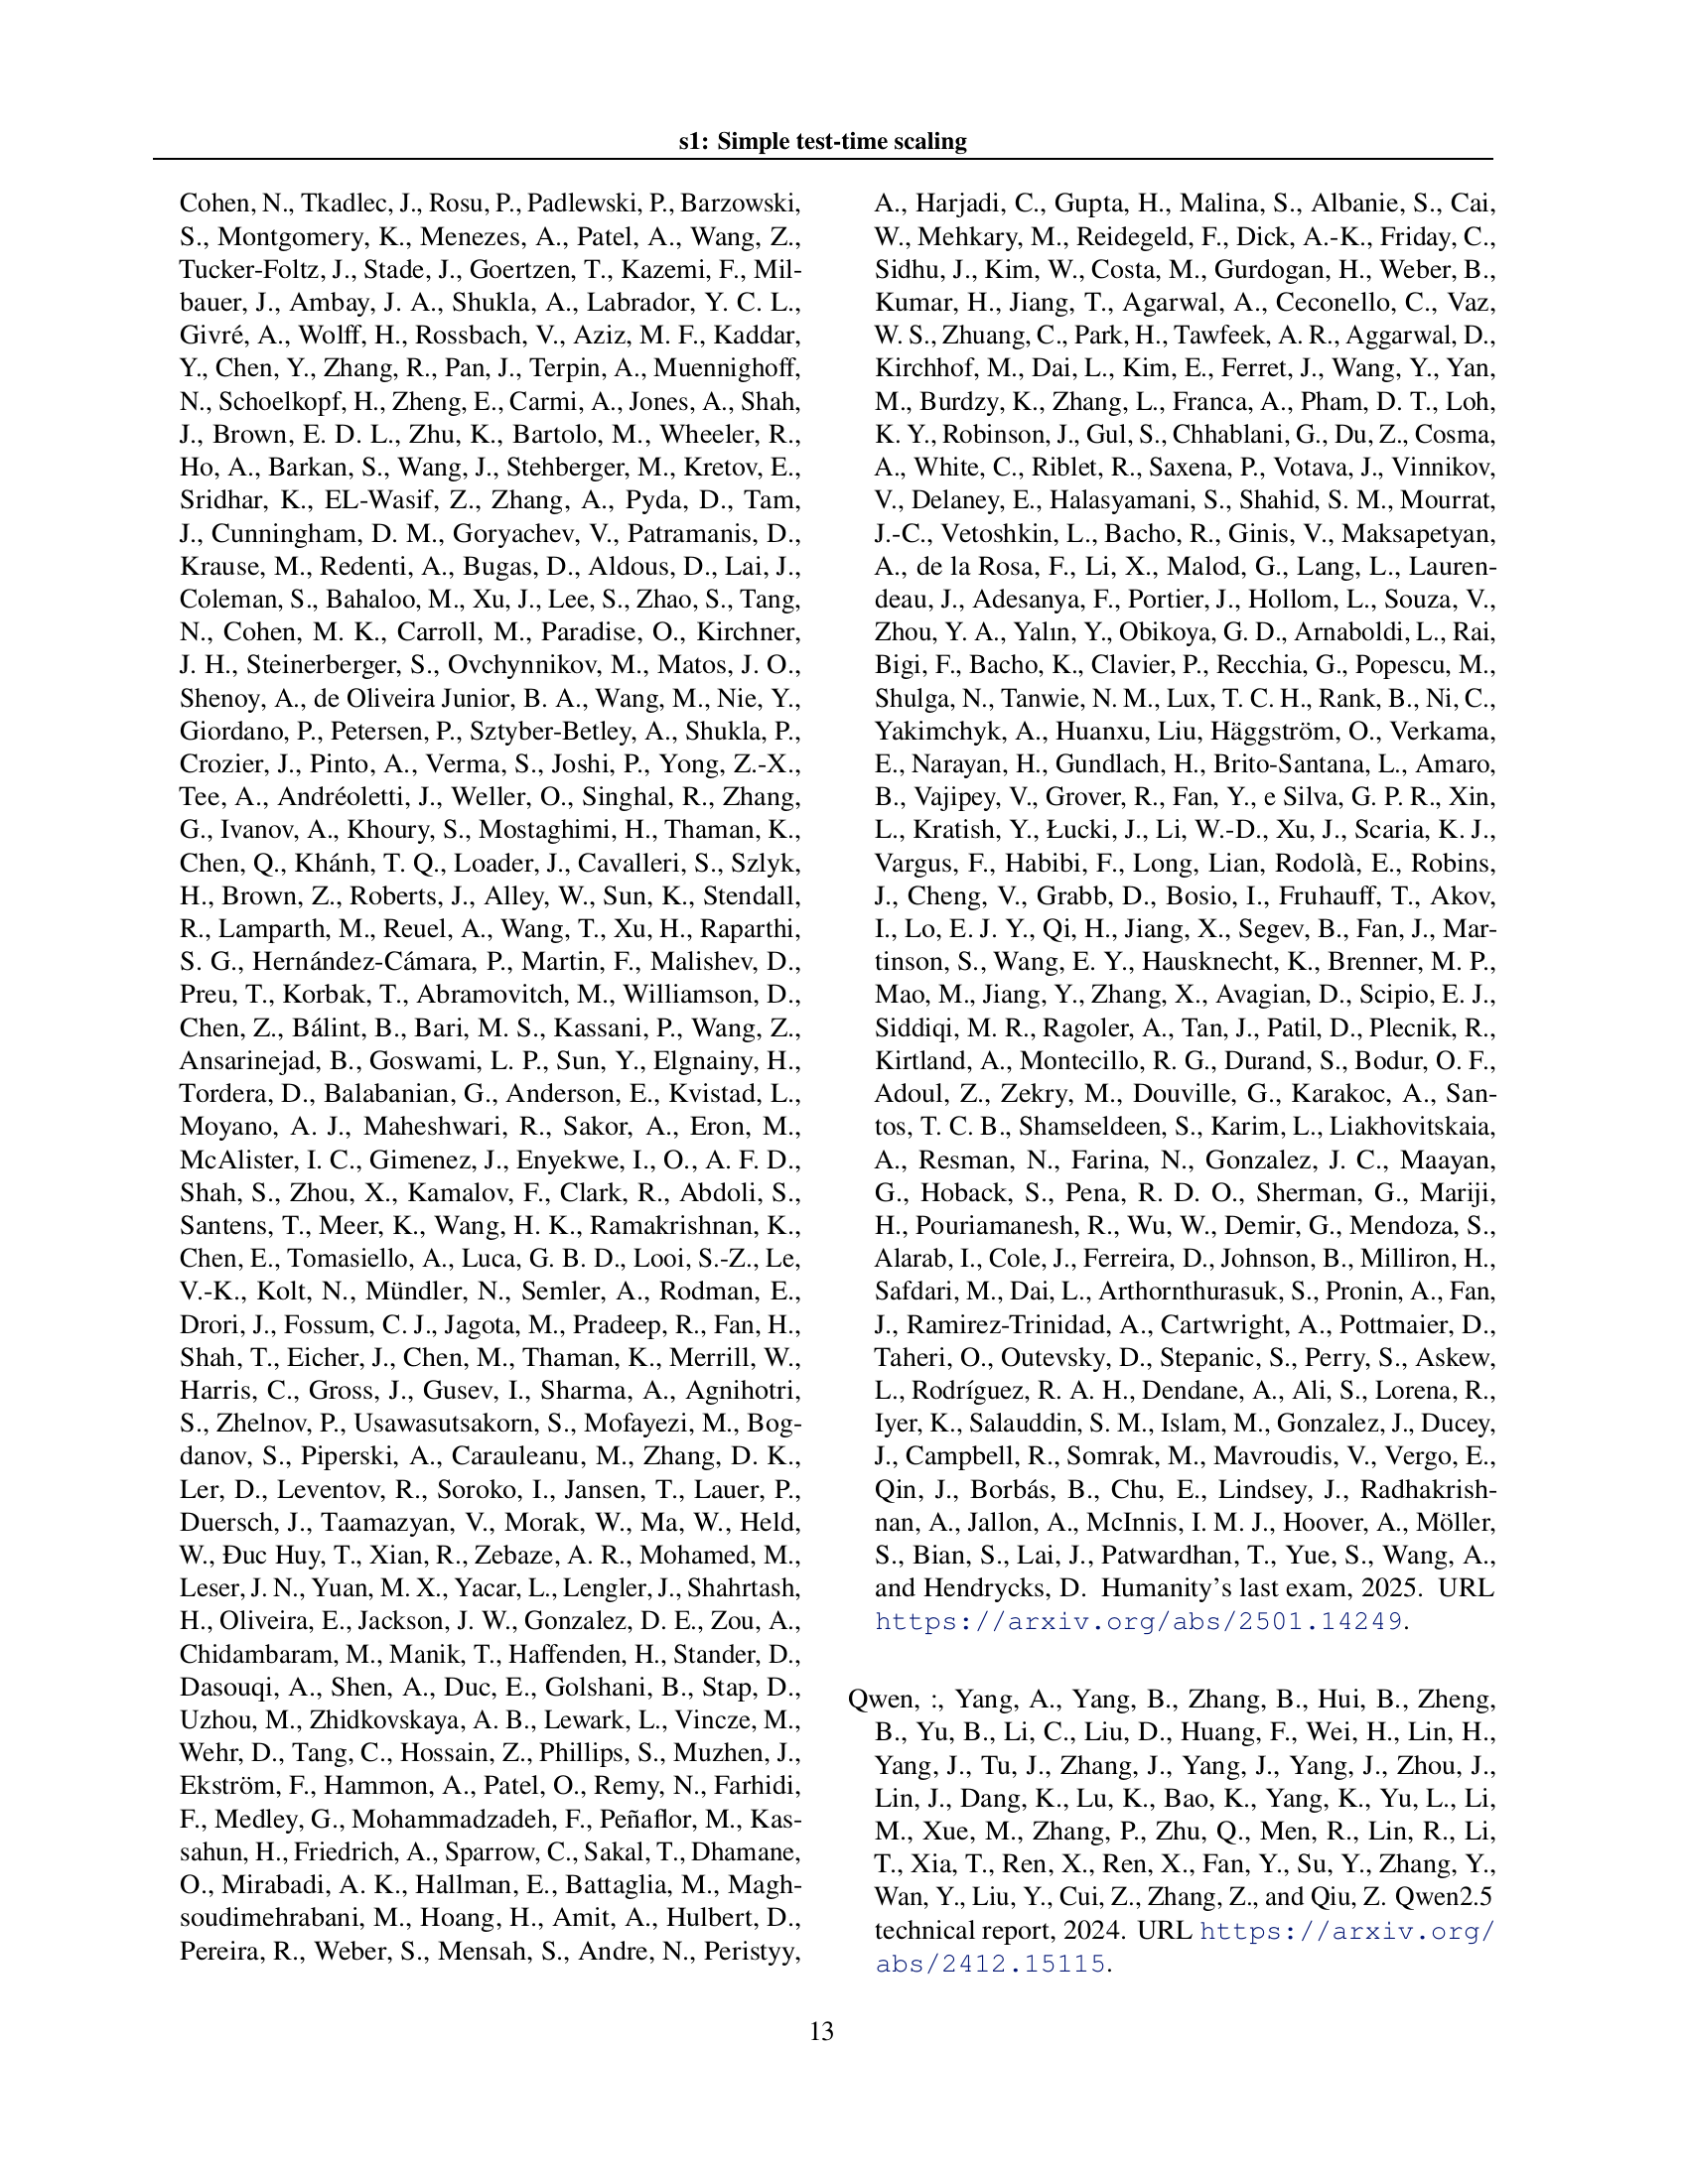 s1: Simple test-time scaling
Cohen, N., Tkadlec, J., Rosu, P., Padlewski, P., Barzowski,
S., Montgomery, K., Menezes, A., Patel, A., Wang, Z.,
Tucker-Foltz, J., Stade, J., Goertzen, T., Kazemi, F., Mil-
bauer, J., Ambay, J. A., Shukla, A., Labrador, Y. C. L.,
Givré, A., Wolff, H., Rossbach, V., Aziz, M. F., Kaddar,
Y., Chen, Y., Zhang, R., Pan, J., Terpin, A., Muennighoff,
N., Schoelkopf, H., Zheng, E., Carmi, A., Jones, A., Shah,
J., Brown, E. D. L., Zhu, K., Bartolo, M., Wheeler, R.,
Ho, A., Barkan, S., Wang, J., Stehberger, M., Kretov, E.,
Sridhar, K., EL-Wasif, Z., Zhang, A., Pyda, D., Tam,
J., Cunningham, D. M., Goryachev, V., Patramanis, D.,
Krause, M., Redenti, A., Bugas, D., Aldous, D., Lai, J.,
Coleman, S., Bahaloo, M., Xu, J., Lee, S., Zhao, S., Tang,
N., Cohen, M. K., Carroll, M., Paradise, O., Kirchner,
J. H., Steinerberger, S., Ovchynnikov, M., Matos, J. O.,
Shenoy, A., de Oliveira Junior, B. A., Wang, M., Nie, Y.,
Giordano, P., Petersen, P., Sztyber-Betley, A., Shukla, P.,
Crozier, J., Pinto, A., Verma, S., Joshi, P., Yong, Z.-X.,
Tee, A., Andréoletti, J., Weller, O., Singhal, R., Zhang,
G., Ivanov, A., Khoury, S., Mostaghimi, H., Thaman, K.,
Chen, Q., Khánh, T. Q., Loader, J., Cavalleri, S., Szlyk,
H., Brown, Z., Roberts, J., Alley, W., Sun, K., Stendall,
R., Lamparth, M., Reuel, A., Wang, T., Xu, H., Raparthi,
S. G., Hernández-Cámara, P., Martin, F., Malishev, D.,
Preu, T., Korbak, T., Abramovitch, M., Williamson, D.,
Chen, Z., Bálint, B., Bari, M. S., Kassani, P., Wang, Z.,
Ansarinejad, B., Goswami, L. P., Sun, Y., Elgnainy, H.,
Tordera, D., Balabanian, G., Anderson, E., Kvistad, L.,
Moyano, A. J., Maheshwari, R., Sakor, A., Eron, M.,
McAlister, I. C., Gimenez, J., Enyekwe, I., O., A. F. D.,
Shah, S., Zhou, X., Kamalov, F., Clark, R., Abdoli, S.,
Santens, T., Meer, K., Wang, H. K., Ramakrishnan, K.,
Chen, E., Tomasiello, A., Luca, G. B. D., Looi, S.-Z., Le,
V.-K., Kolt, N., Mündler, N., Semler, A., Rodman, E.,
Drori, J., Fossum, C. J., Jagota, M., Pradeep, R., Fan, H.,
Shah, T., Eicher, J., Chen, M., Thaman, K., Merrill, W.,
Harris, C., Gross, J., Gusev, I., Sharma, A., Agnihotri,
S., Zhelnov, P., Usawasutsakorn, S., Mofayezi, M., Bog-
danov, S., Piperski, A., Carauleanu, M., Zhang, D. K.,
Ler, D., Leventov, R., Soroko, I., Jansen, T., Lauer, P.,
Duersch, J., Taamazyan, V., Morak, W., Ma, W., Held,
W., Đuc Huy, T., Xian, R., Zebaze, A. R., Mohamed, M.,
Leser, J. N., Yuan, M. X., Yacar, L., Lengler, J., Shahrtash,
H., Oliveira, E., Jackson, J. W., Gonzalez, D. E., Zou, A.,
Chidambaram, M., Manik, T., Haffenden, H., Stander, D.,
Dasouqi, A., Shen, A., Duc, E., Golshani, B., Stap, D.,
Uzhou, M., Zhidkovskaya, A. B., Lewark, L., Vincze, M.,
Wehr, D., Tang, C., Hossain, Z., Phillips, S., Muzhen, J.,
Ekström, F., Hammon, A., Patel, O., Remy, N., Farhidi,
F., Medley, G., Mohammadzadeh, F., Peñaflor, M., Kas-
sahun, H., Friedrich, A., Sparrow, C., Sakal, T., Dhamane,
O., Mirabadi, A. K., Hallman, E., Battaglia, M., Magh-
soudimehrabani, M., Hoang, H., Amit, A., Hulbert, D.,
Pereira, R., Weber, S., Mensah, S., Andre, N., Peristyy,
A., Harjadi, C., Gupta, H., Malina, S., Albanie, S., Cai,
W., Mehkary, M., Reidegeld, F., Dick, A.-K., Friday, C.,
Sidhu, J., Kim, W., Costa, M., Gurdogan, H., Weber, B.,
Kumar, H., Jiang, T., Agarwal, A., Ceconello, C., Vaz,
W. S., Zhuang, C., Park, H., Tawfeek, A. R., Aggarwal, D.,
Kirchhof, M., Dai, L., Kim, E., Ferret, J., Wang, Y., Yan,
M., Burdzy, K., Zhang, L., Franca, A., Pham, D. T., Loh,
K. Y., Robinson, J., Gul, S., Chhablani, G., Du, Z., Cosma,
A., White, C., Riblet, R., Saxena, P., Votava, J., Vinnikov,
V., Delaney, E., Halasyamani, S., Shahid, S. M., Mourrat,
J.-C., Vetoshkin, L., Bacho, R., Ginis, V., Maksapetyan,
A., de la Rosa, F., Li, X., Malod, G., Lang, L., Lauren-
deau, J., Adesanya, F., Portier, J., Hollom, L., Souza, V.,
Zhou, Y. A., Yalın, Y., Obikoya, G. D., Arnaboldi, L., Rai,
Bigi, F., Bacho, K., Clavier, P., Recchia, G., Popescu, M.,
Shulga, N., Tanwie, N. M., Lux, T. C. H., Rank, B., Ni, C.,
Yakimchyk, A., Huanxu, Liu, Häggström, O., Verkama,
E., Narayan, H., Gundlach, H., Brito-Santana, L., Amaro,
B., Vajipey, V., Grover, R., Fan, Y., e Silva, G. P. R., Xin,
L., Kratish, Y., Łucki, J., Li, W.-D., Xu, J., Scaria, K. J.,
Vargus, F., Habibi, F., Long, Lian, Rodolà, E., Robins,
J., Cheng, V., Grabb, D., Bosio, I., Fruhauff, T., Akov,
I., Lo, E. J. Y., Qi, H., Jiang, X., Segev, B., Fan, J., Mar-
tinson, S., Wang, E. Y., Hausknecht, K., Brenner, M. P.,
Mao, M., Jiang, Y., Zhang, X., Avagian, D., Scipio, E. J.,
Siddiqi, M. R., Ragoler, A., Tan, J., Patil, D., Plecnik, R.,
Kirtland, A., Montecillo, R. G., Durand, S., Bodur, O. F.,
Adoul, Z., Zekry, M., Douville, G., Karakoc, A., San-
tos, T. C. B., Shamseldeen, S., Karim, L., Liakhovitskaia,
A., Resman, N., Farina, N., Gonzalez, J. C., Maayan,
G., Hoback, S., Pena, R. D. O., Sherman, G., Mariji,
H., Pouriamanesh, R., Wu, W., Demir, G., Mendoza, S.,
Alarab, I., Cole, J., Ferreira, D., Johnson, B., Milliron, H.,
Safdari, M., Dai, L., Arthornthurasuk, S., Pronin, A., Fan,
J., Ramirez-Trinidad, A., Cartwright, A., Pottmaier, D.,
Taheri, O., Outevsky, D., Stepanic, S., Perry, S., Askew,
L., Rodríguez, R. A. H., Dendane, A., Ali, S., Lorena, R.,
Iyer, K., Salauddin, S. M., Islam, M., Gonzalez, J., Ducey,
J., Campbell, R., Somrak, M., Mavroudis, V., Vergo, E.,
Qin, J., Borbás, B., Chu, E., Lindsey, J., Radhakrish-
nan, A., Jallon, A., McInnis, I. M. J., Hoover, A., Möller,
S., Bian, S., Lai, J., Patwardhan, T., Yue, S., Wang, A.,
and Hendrycks, D. Humanity's last exam, 2025. URL
https://arxiv.org/abs/2501.14249.
Qwen, :, Yang, A., Yang, B., Zhang, B., Hui, B., Zheng,
B., Yu, B., Li, C., Liu, D., Huang, F., Wei, H., Lin, H.,
Yang, J., Tu, J., Zhang, J., Yang, J., Yang, J., Zhou, J.,
Lin, J., Dang, K., Lu, K., Bao, K., Yang, K., Yu, L., Li,
M., Xue, M., Zhang, P., Zhu, Q., Men, R., Lin, R., Li,
T., Xia, T., Ren, X., Ren, X., Fan, Y., Su, Y., Zhang, Y.,
Wan, Y., Liu, Y., Cui, Z., Zhang, Z., and Qiu, Z. Qwen2.5
technical report, 2024. URL https://arxiv.org/
abs/2412.15115.
13